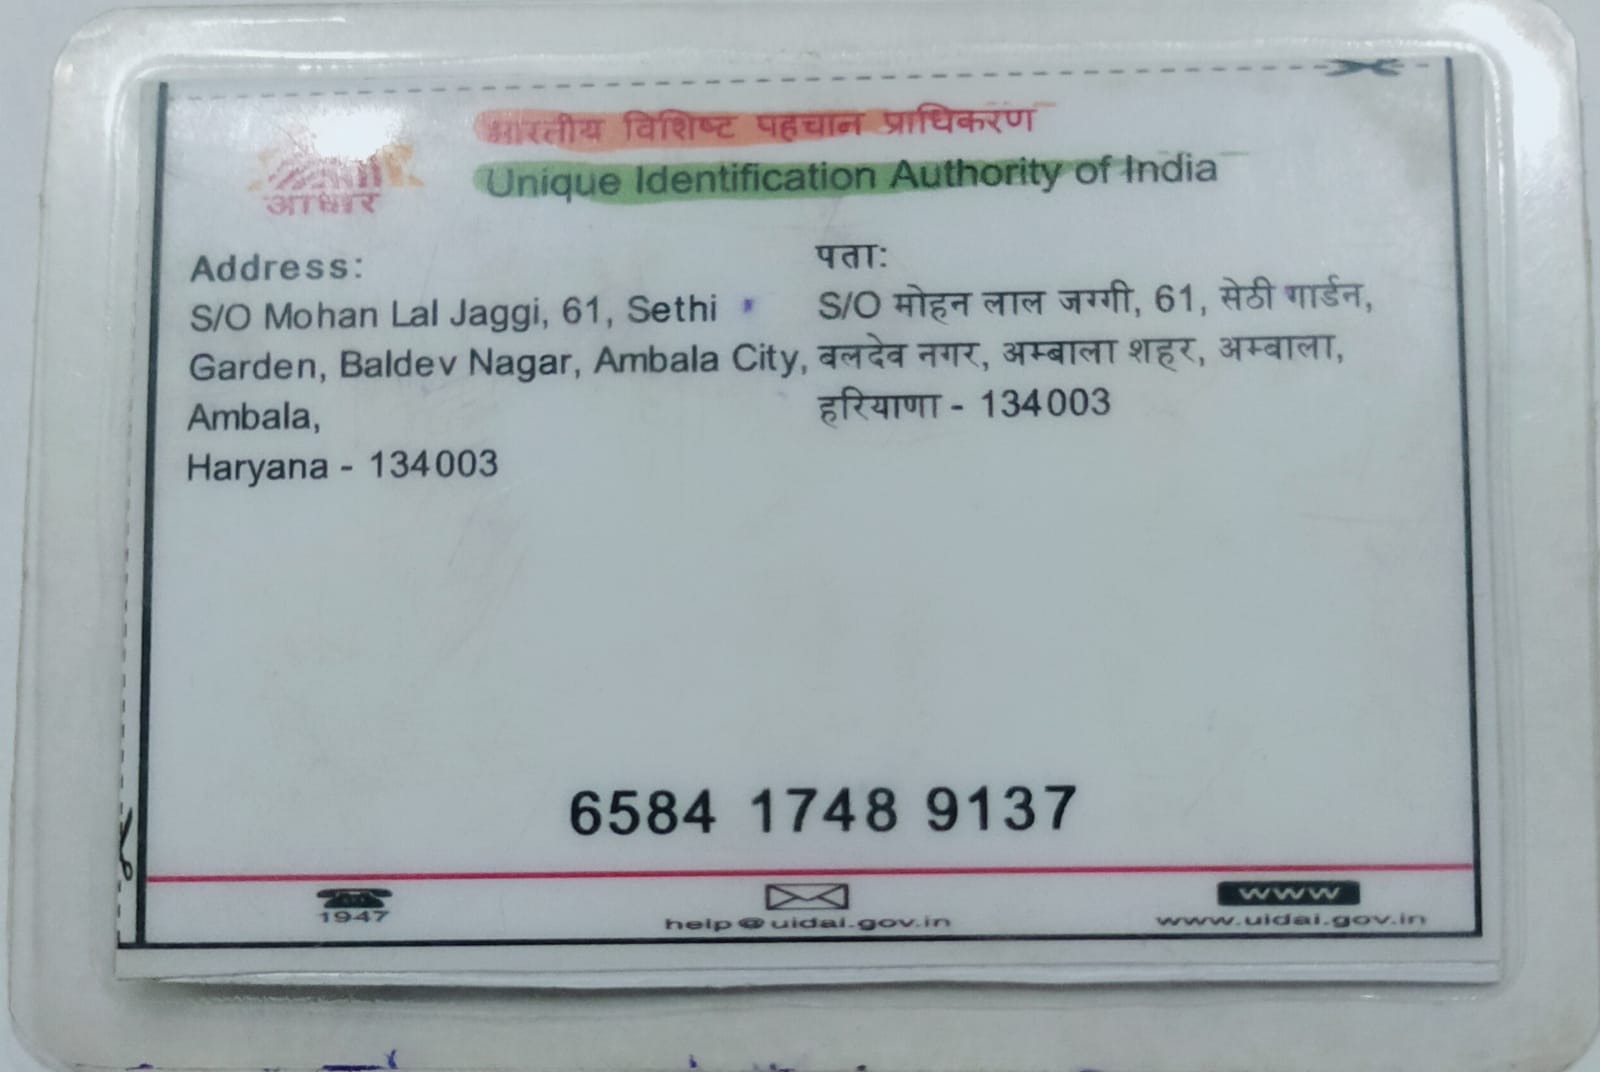 भारतीय विशिष्ट पहचान प्राधिकरण
Unique Identification Authority of India
आधार
Address:
S/O Mohan Lal Jaggi, 61, Sethi
Garden, Baldev Nagar, Ambala City,
Ambala,
Haryana - 134003
पता:
S/O मोहन लाल जग्गी, 61, सेठी गार्डन,
बलदेव नगर, अम्बाला शहर, अम्बाला,
हरियाणा - 134003
6584 1748 9137
1947
help@uidai.gov.in
WWW
www.uidai.gov.in